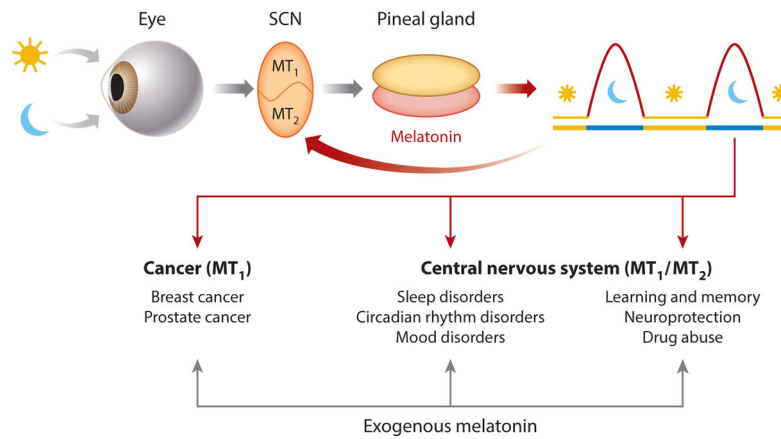 Eye
SCN
Pineal gland
MT₁
MT₂
Melatonin
Cancer (MT₁)
Breast cancer
Prostate cancer
Central nervous system (MT₁/MT₂)
Sleep disorders
Circadian rhythm disorders
Mood disorders
Learning and memory
Neuroprotection
Drug abuse
Exogenous melatonin